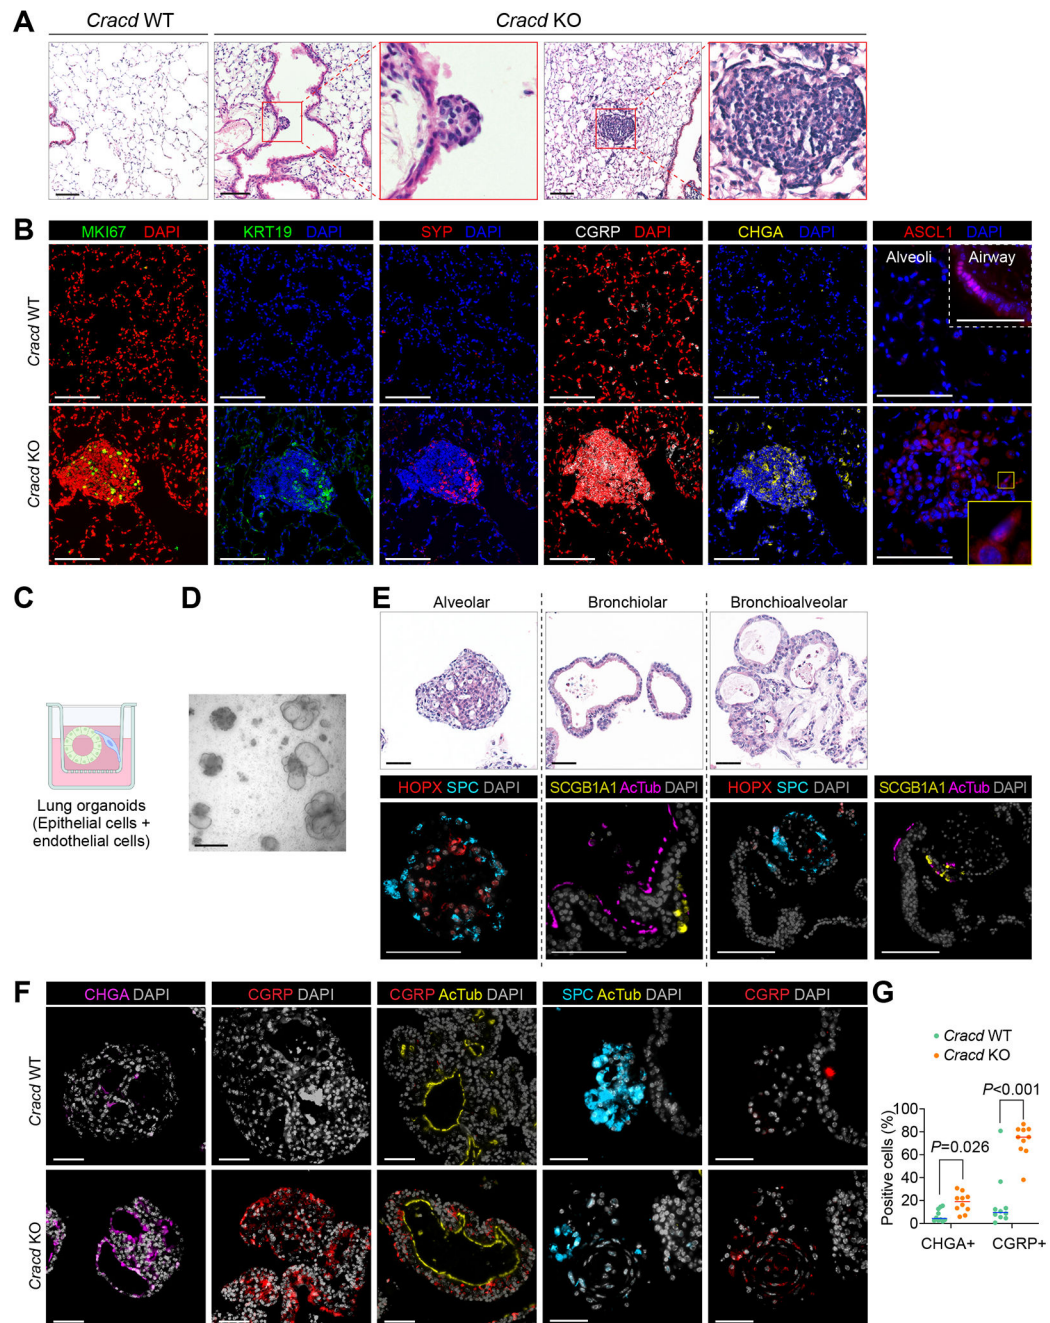 A
Cracd WT
Cracd KO
B
MKI67 DAPI
KRT19 DAPI
SYP DAPI
CGRP DAPI
CHGA DAPI
ASCL1 DAPI
Cracd WT
Alveoli
Airway
Cracd KO
C
Lung organoids
(Epithelial cells +
endothelial cells)
D
E
Alveolar
Bronchiolar
Bronchioalveolar
HOPX SPC DAPI
SCGB1A1 AcTub DAPI
HOPX SPC DAPI
SCGB1A1 AcTub DAPI
F
CHGA DAPI
CGRP DAPI
CGRP AcTub DAPI
SPC AcTub DAPI
CGRP DAPI
Cracd WT
Cracd KO
G
Cracd WT
Cracd KO
P<0.001
P=0.026
Positive cells (%)
100
80
60
40
20
0
CHGA+
CGRP+